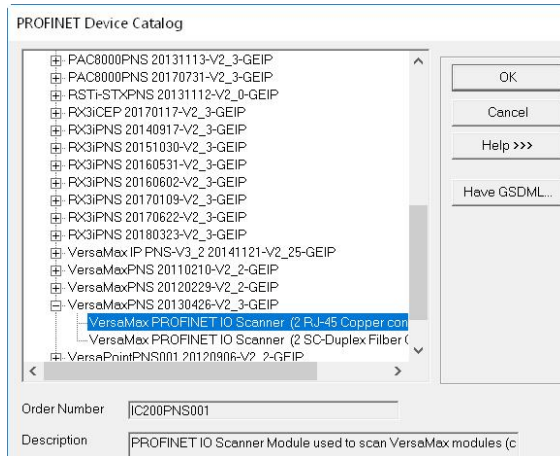 PROFINET Device Catalog
PAC8000PNS 20131113-V2_3-GEIP
PAC8000PNS 20170731-V2_3-GEIP
RSTi-STXPNS 20131112-V2_0-GEIP
RX3iCEP 20170117-V2_3-GEIP
RX3iPNS 20140917-V2_3-GEIP
RX3iPNS 20151030-V2_3-GEIP
RX3iPNS 20160531-V2_3-GEIP
RX3iPNS 20160602-V2_3-GEIP
RX3iPNS 20170109-V2_3-GEIP
RX3iPNS 20170622-V2_3-GEIP
RX3iPNS 20180323-V2_3-GEIP
VersaMax IP PNS-V3_2 20141121-V2_25-GEIP
VersaMaxPNS 20110210-V2_2-GEIP
VersaMaxPNS 20120229-V2_2-GEIP
VersaMaxPNS 20130426-V2_3-GEIP
VersaMax PROFINET IO Scanner (2 RJ-45 Copper con
VersaMax PROFINET IO Scanner (2 SC-Duplex Filber (
VersaPointPNS001 20120906-V2_2-GEIP
OK
Cancel
Help >>>
Have GSDML...
Order Number IC200PNS001
Description PROFINET IO Scanner Module used to scan VersaMax modules (c